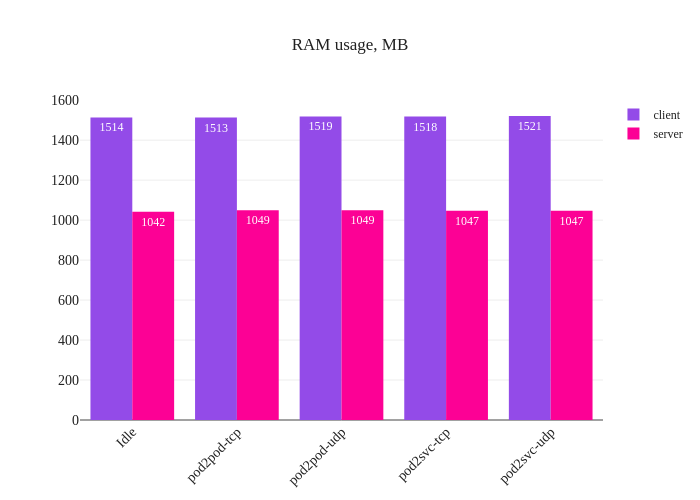 RAM usage, MB
1600
1400
1200
1000
800
600
400
200
0
1514
1042
1513
1049
1519
1049
1518
1047
1521
1047
Idle
pod2pod-tcp
pod2pod-udp
pod2svc-tcp
pod2svc-udp
client
server